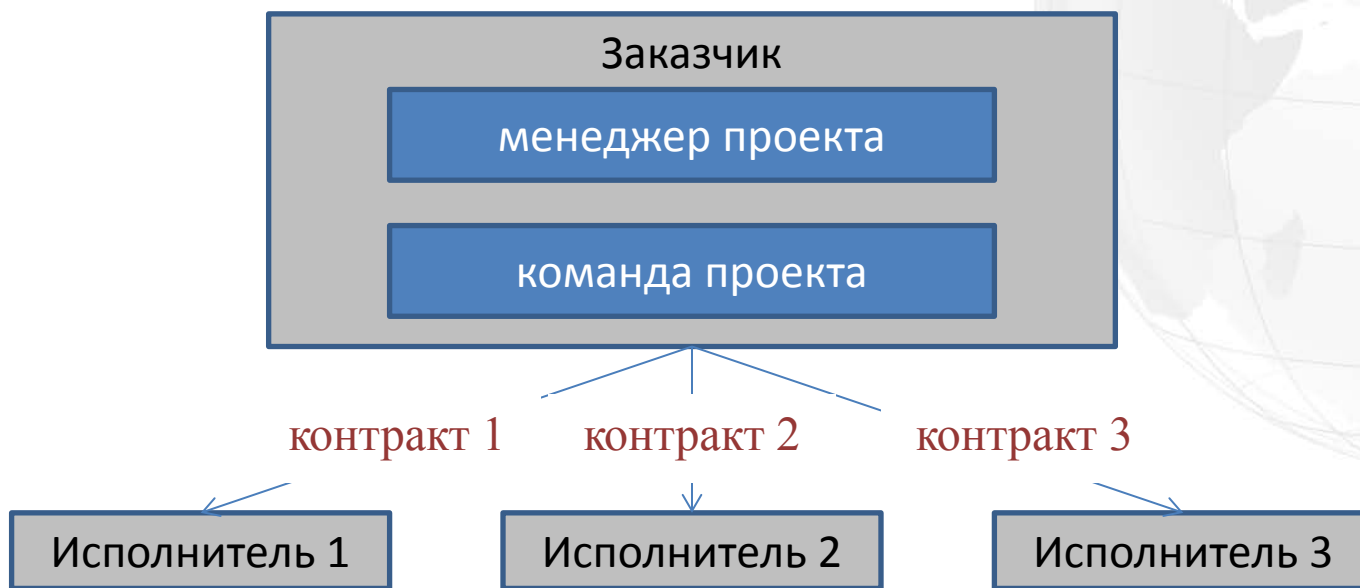 Заказчик
менеджер проекта
команда проекта
контракт 1 контракт 2 контракт 3
Исполнитель 1 Исполнитель 2 Исполнитель 3